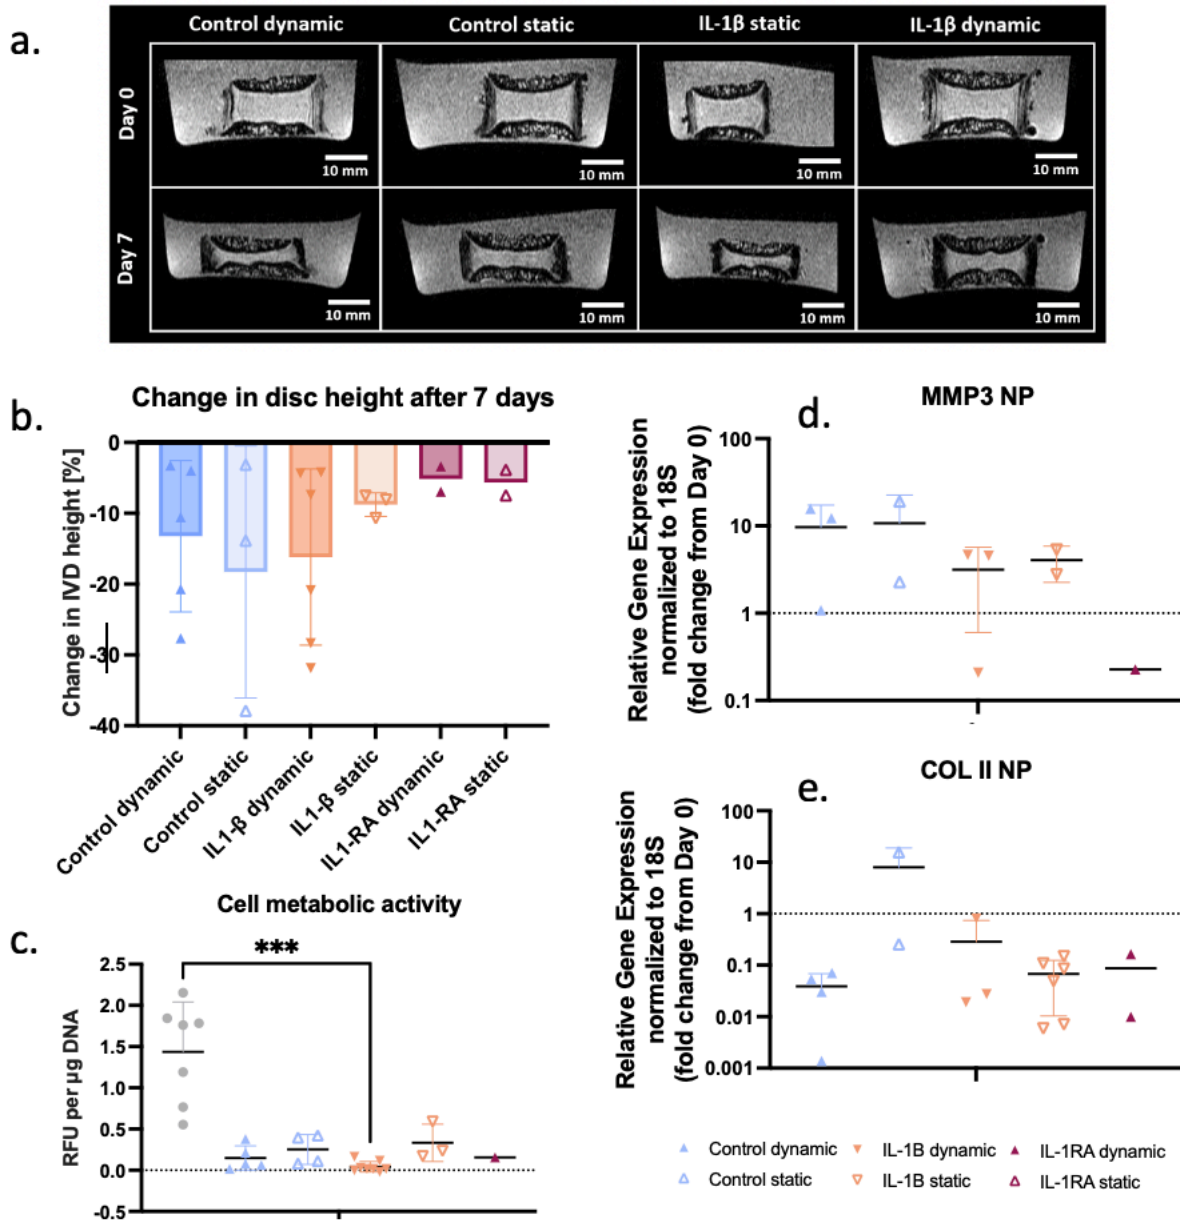 a.
Control dynamic
Control static
IL-1β static
IL-1β dynamic
Day 0
10 mm
10 mm
10 mm
10 mm
Day 7
10 mm
10 mm
10 mm
10 mm
b.
Change in disc height after 7 days
Change in IVD height [%]
0
-10
-20
-30
-40
Control dynamic
Control static
IL1-β dynamic
IL1-β static
IL1-RA dynamic
IL1-RA static
c.
Cell metabolic activity
***
RFU per µg DNA
2.5
2.0
1.5
1.0
0.5
0.0
-0.5
d.
MMP3 NP
Relative Gene Expression
normalized to 18S
(fold change from Day 0)
100
10
1
0.1
e.
COL II NP
Relative Gene Expression
normalized to 18S
(fold change from Day 0)
100
10
1
0.1
0.01
0.001
Control dynamic
IL-1B dynamic
IL-1RA dynamic
Control static
IL-1B static
IL-1RA static